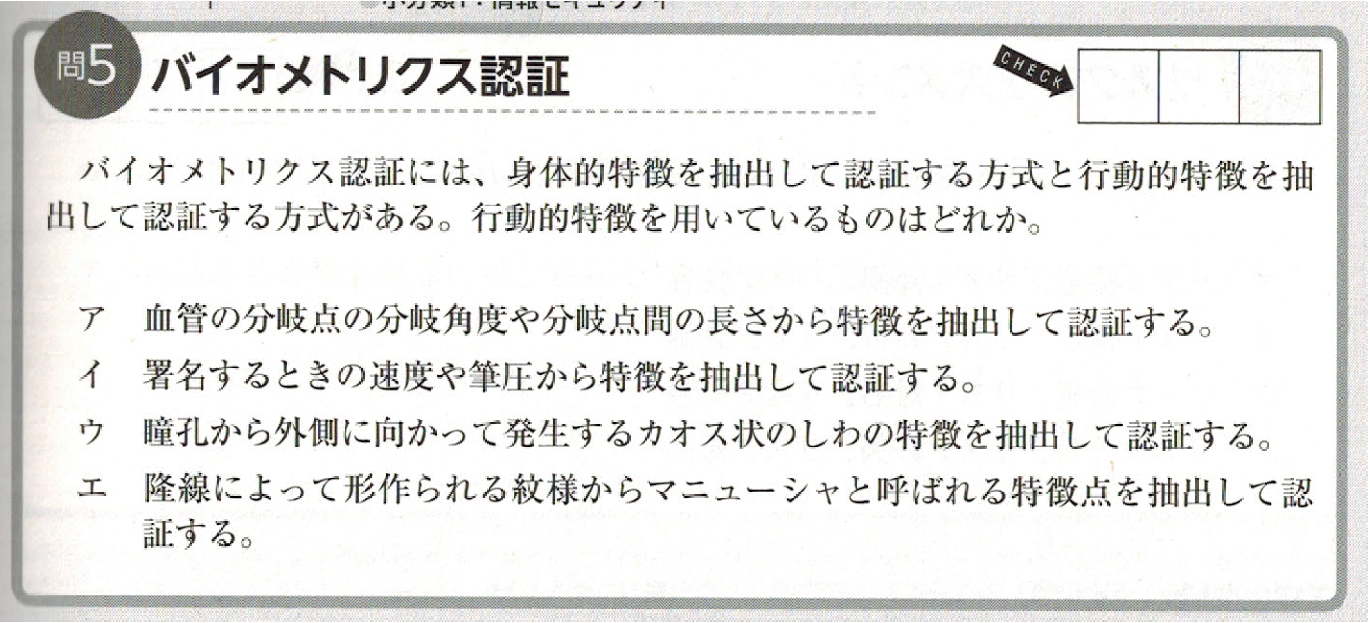 問5 バイオメトリクス認証
CHECK
バイオメトリクス認証には、身体的特徴を抽出して認証する方式と行動的特徴を抽
出して認証する方式がある。行動的特徴を用いているものはどれか。
ア 血管の分岐点の分岐角度や分岐点間の長さから特徴を抽出して認証する。
イ 署名するときの速度や筆圧から特徴を抽出して認証する。
ウ 瞳孔から外側に向かって発生するカオス状のしわの特徴を抽出して認証する。
エ 隆線によって形作られる紋様からマニューシャと呼ばれる特徴点を抽出して認
証する。